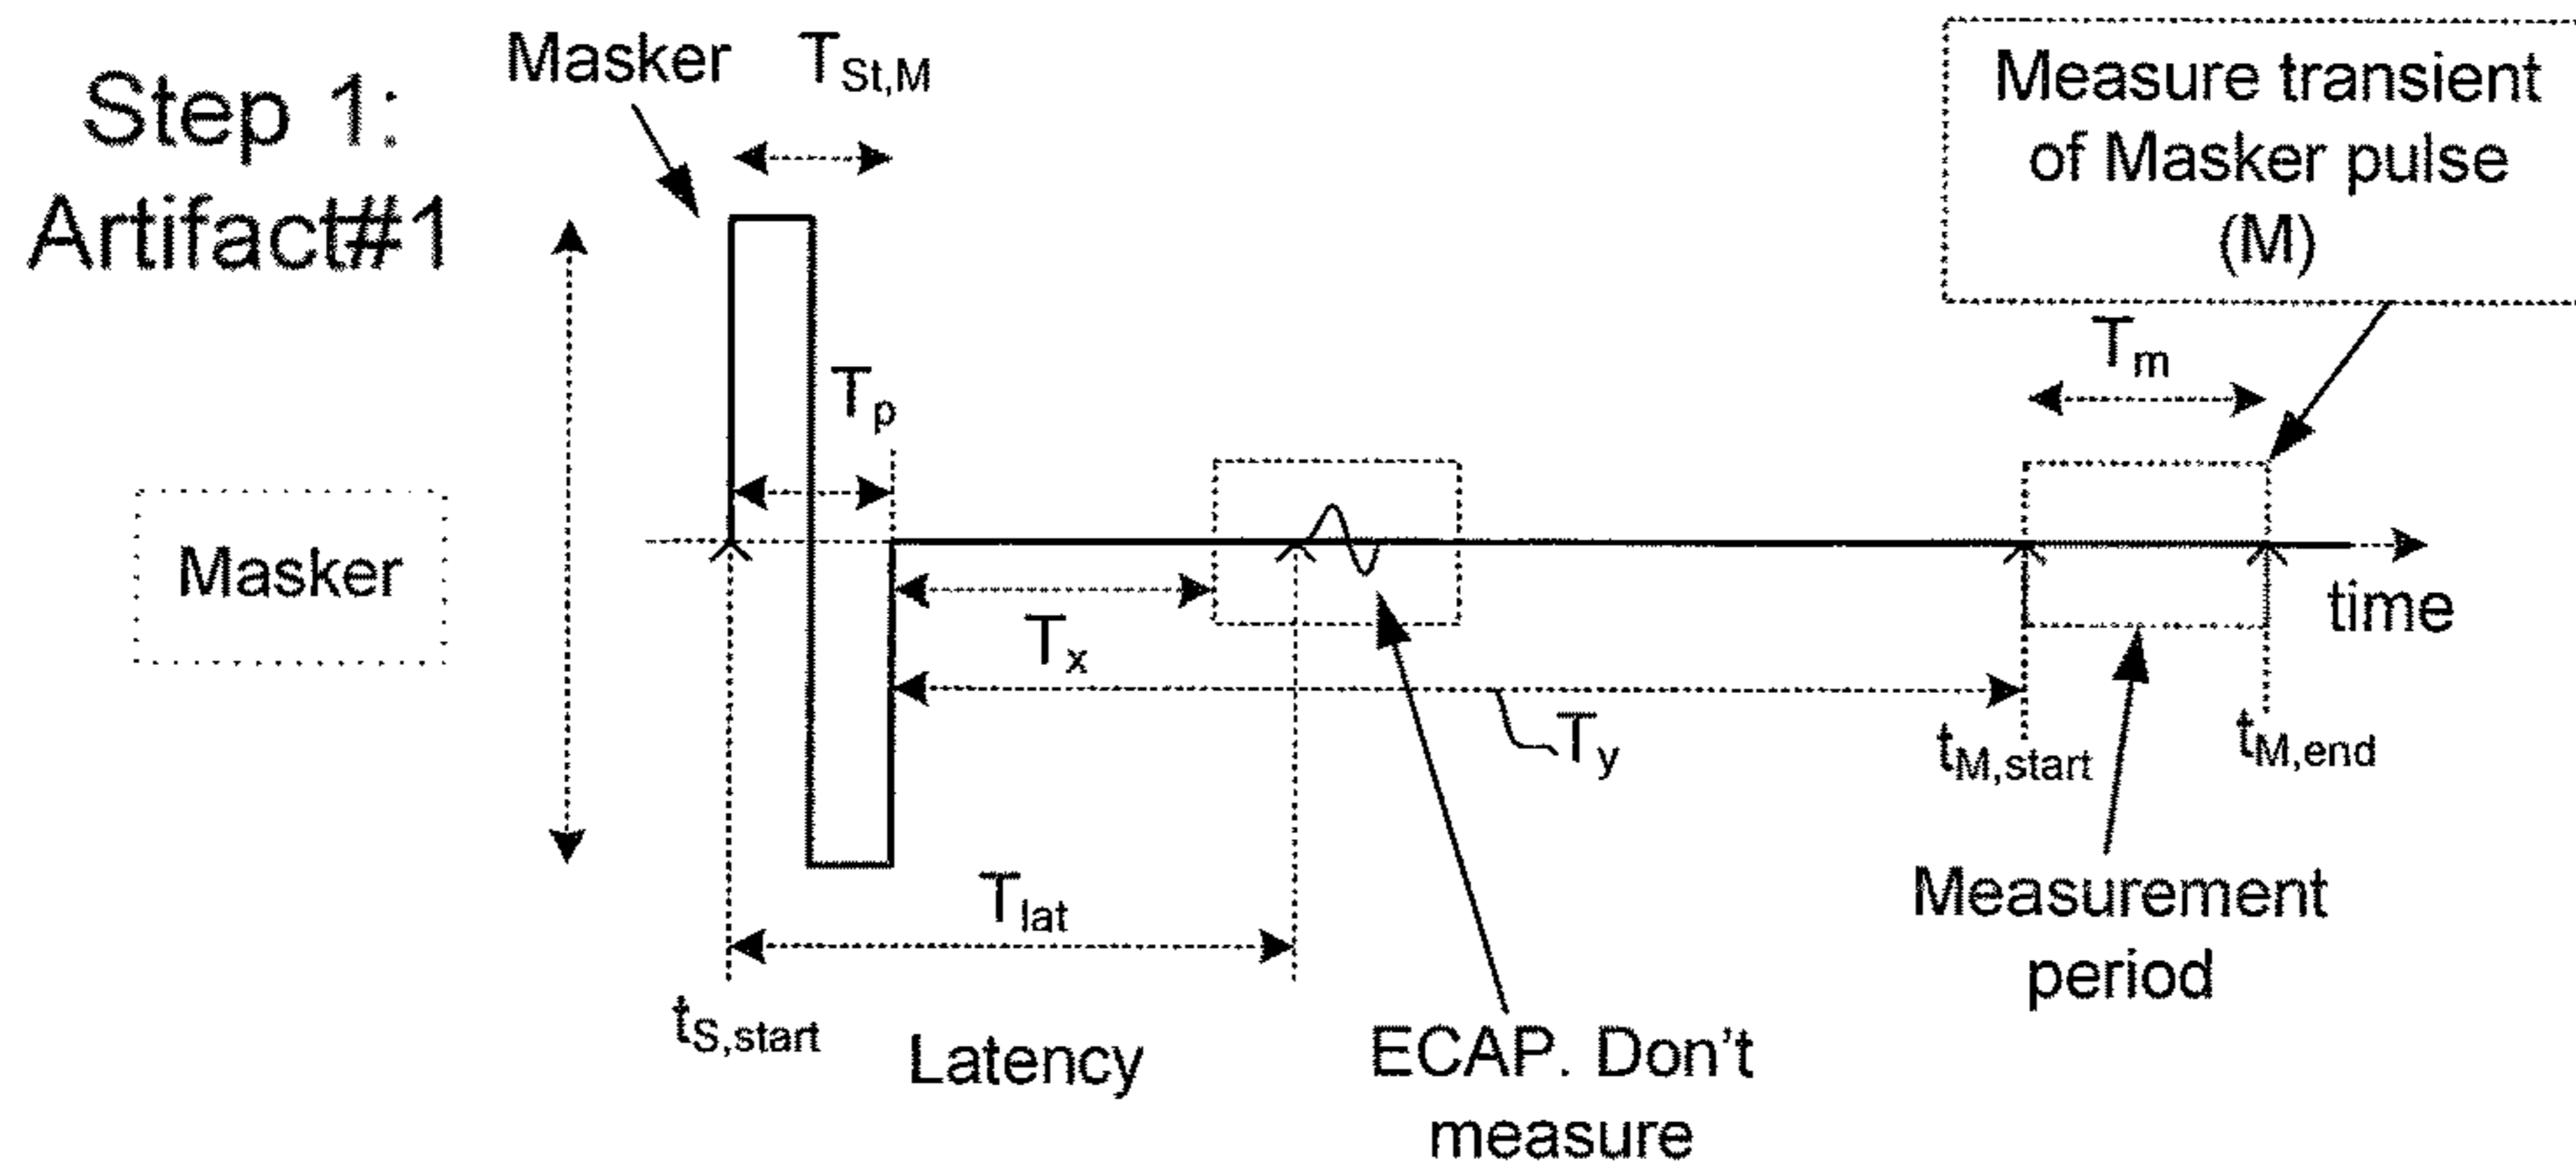 Step 1:
Artifact#1
Masker
T_St,M
Measure transient
of Masker pulse
(M)
T_m
T_p
Masker
time
T_x
T_y
t_M,start
t_M,end
T_lat
Measurement
period
t_S,start
Latency
ECAP. Don't
measure